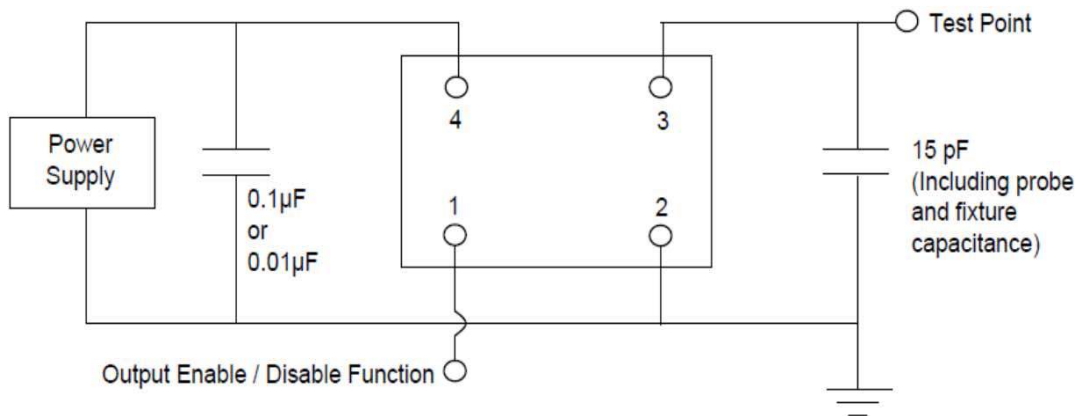 Test Point
4
3
Power
Supply
0.1µF
or
0.01µF
1
2
15 pF
(Including probe
and fixture
capacitance)
Output Enable / Disable Function